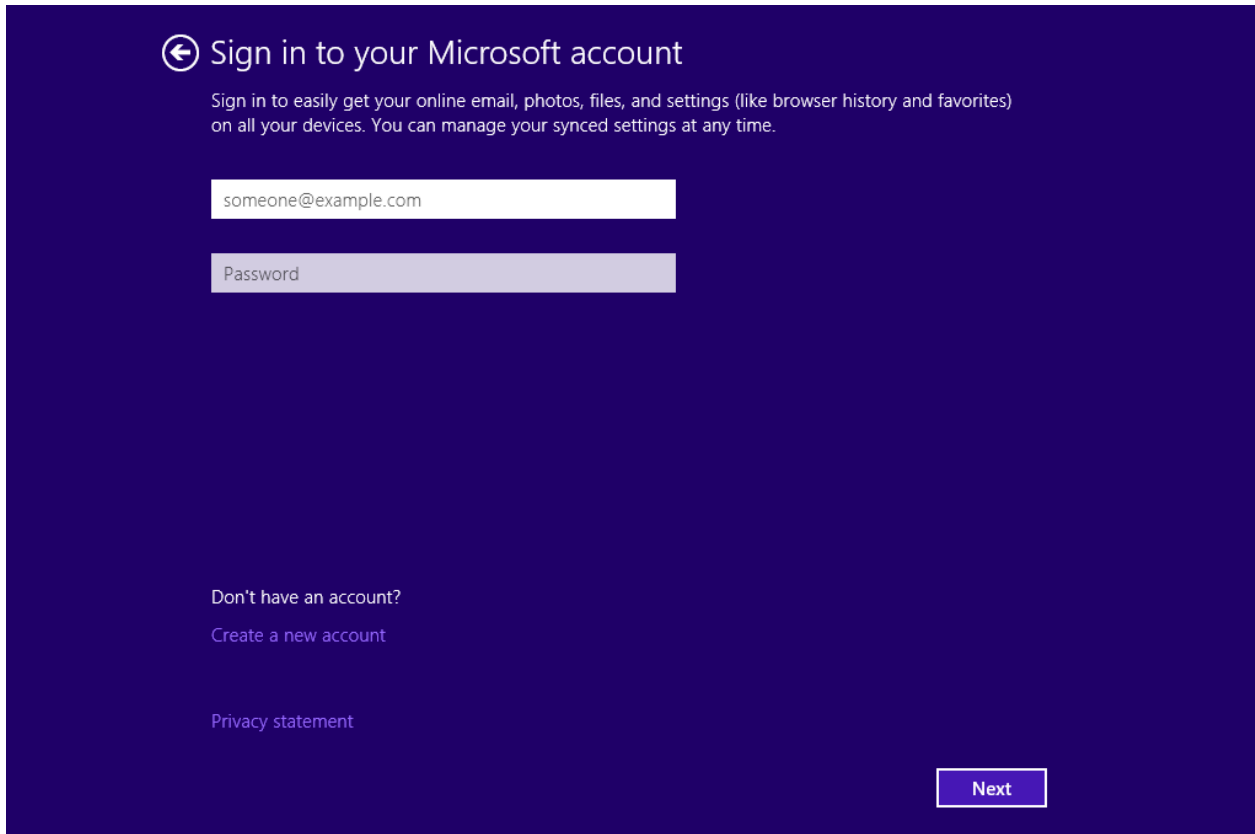 Sign in to your Microsoft account
Sign in to easily get your online email, photos, files, and settings (like browser history and favorites)
on all your devices. You can manage your synced settings at any time.
someone@example.com
Password
Don't have an account?
Create a new account
Privacy statement
Next